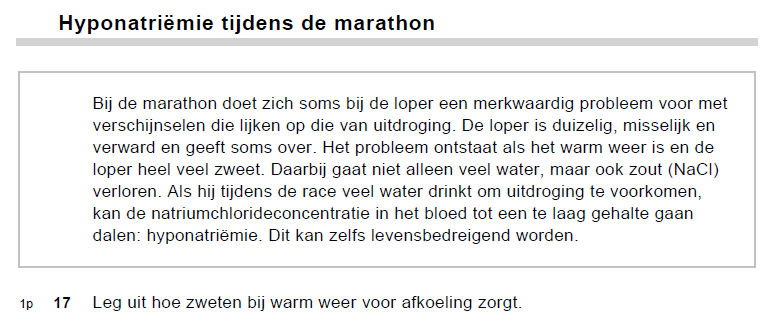 Hyponatriëmie tijdens de marathon
Bij de marathon doet zich soms bij de loper een merkwaardig probleem voor met
verschijnselen die lijken op die van uitdroging. De loper is duizelig, misselijk en
verward en geeft soms over. Het probleem ontstaat als het warm weer is en de
loper heel veel zweet. Daarbij gaat niet alleen veel water, maar ook zout (NaCl)
verloren. Als hij tijdens de race veel water drinkt om uitdroging te voorkomen,
kan de natriumchlorideconcentratie in het bloed tot een te laag gehalte gaan
dalen: hyponatriëmie. Dit kan zelfs levensbedreigend worden.
1p 17 Leg uit hoe zweten bij warm weer voor afkoeling zorgt.